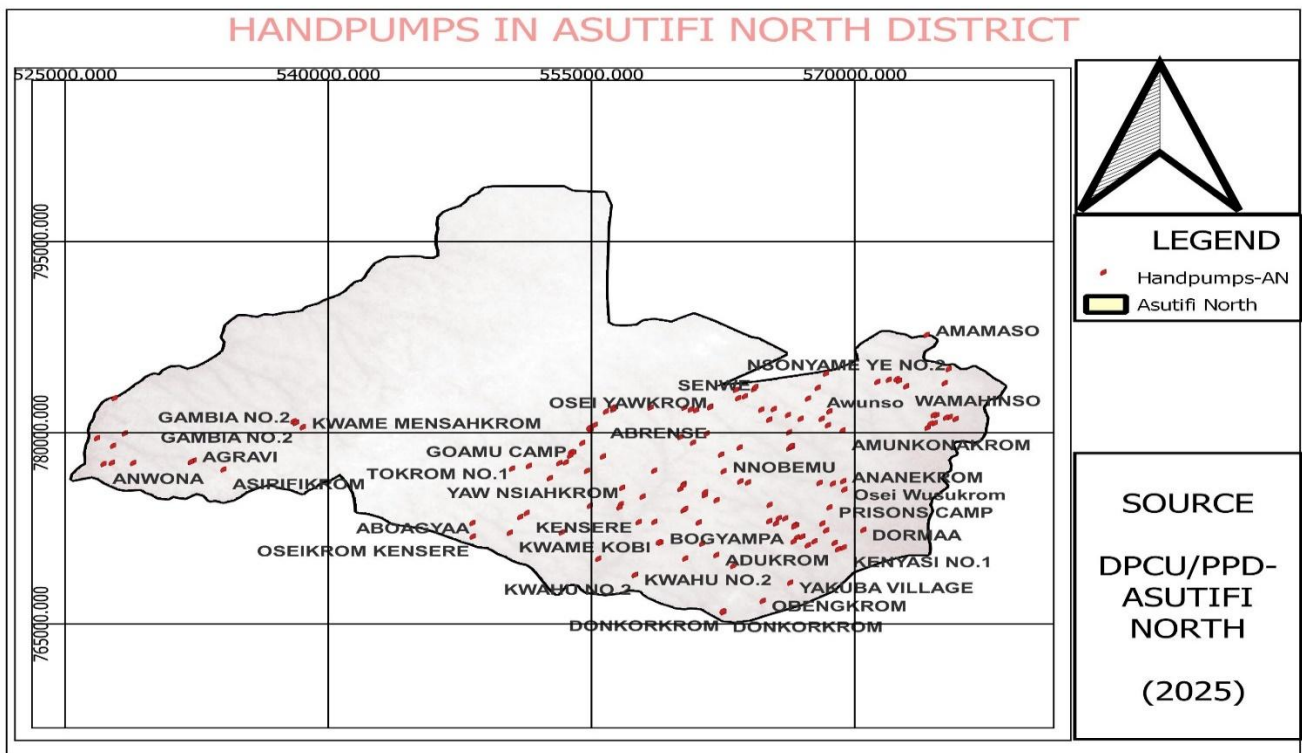 HANDPUMPS IN ASUTIFI NORTH DISTRICT
525000.000
540000.000
555000.000
570000.000
795000.000
780000.000
765000.000
AMAMASO
NSONYAME YE NO.2
SENWE
OSEI YAWKROM
Awunso
WAMAHINSO
GAMBIA NO.2
KWAME MENSAHKROM
ABRENSE
GAMBIA NO.2
AMUNKONAKROM
GOAMU CAMP
AGRAVI
TOKROM NO.1
NNOBEMU
ANWONA
ASIRIFIKROM
ANANEKROM
YAW NSIAHKROM
Osei Wusukrom
PRISONS CAMP
ABOAGYAA
KENSERE
BOGYAMPA
DORMAA
OSEIKROM KENSERE
KWAME KOBI
ADUKROM
KENYASI NO.1
KWAHU NO.2
KWAHU NO.2
YAKUBA VILLAGE
OBENGKROM
DONKORKROM
DONKORKROM
LEGEND
Handpumps-AN
Asutifi North
SOURCE
DPCU/PPD-
ASUTIFI
NORTH
(2025)